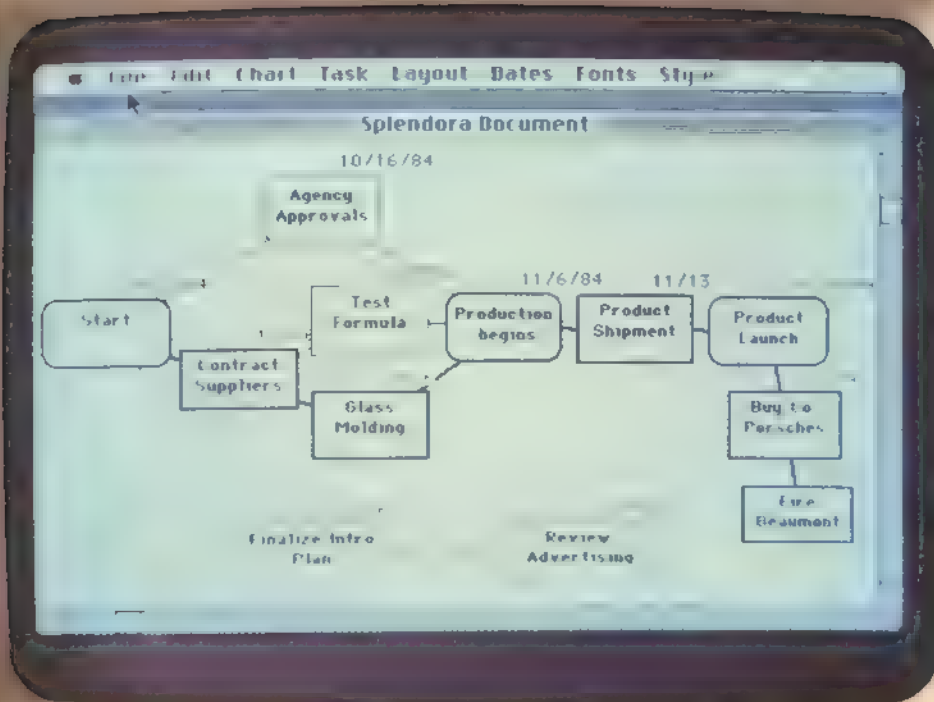 File Edit Chart Task Layout Dates Fonts Style
Splendora Document
10/16/84
Agency
Approvals
11/6/84 11/13
Start
Test
Formula
Production
begins
Product
Shipment
Product
Launch
Contract
Suppliers
Glass
Molding
Buy
Porsches
Fire
Beaumont
Finalize Intro
Plan
Review
Advertising